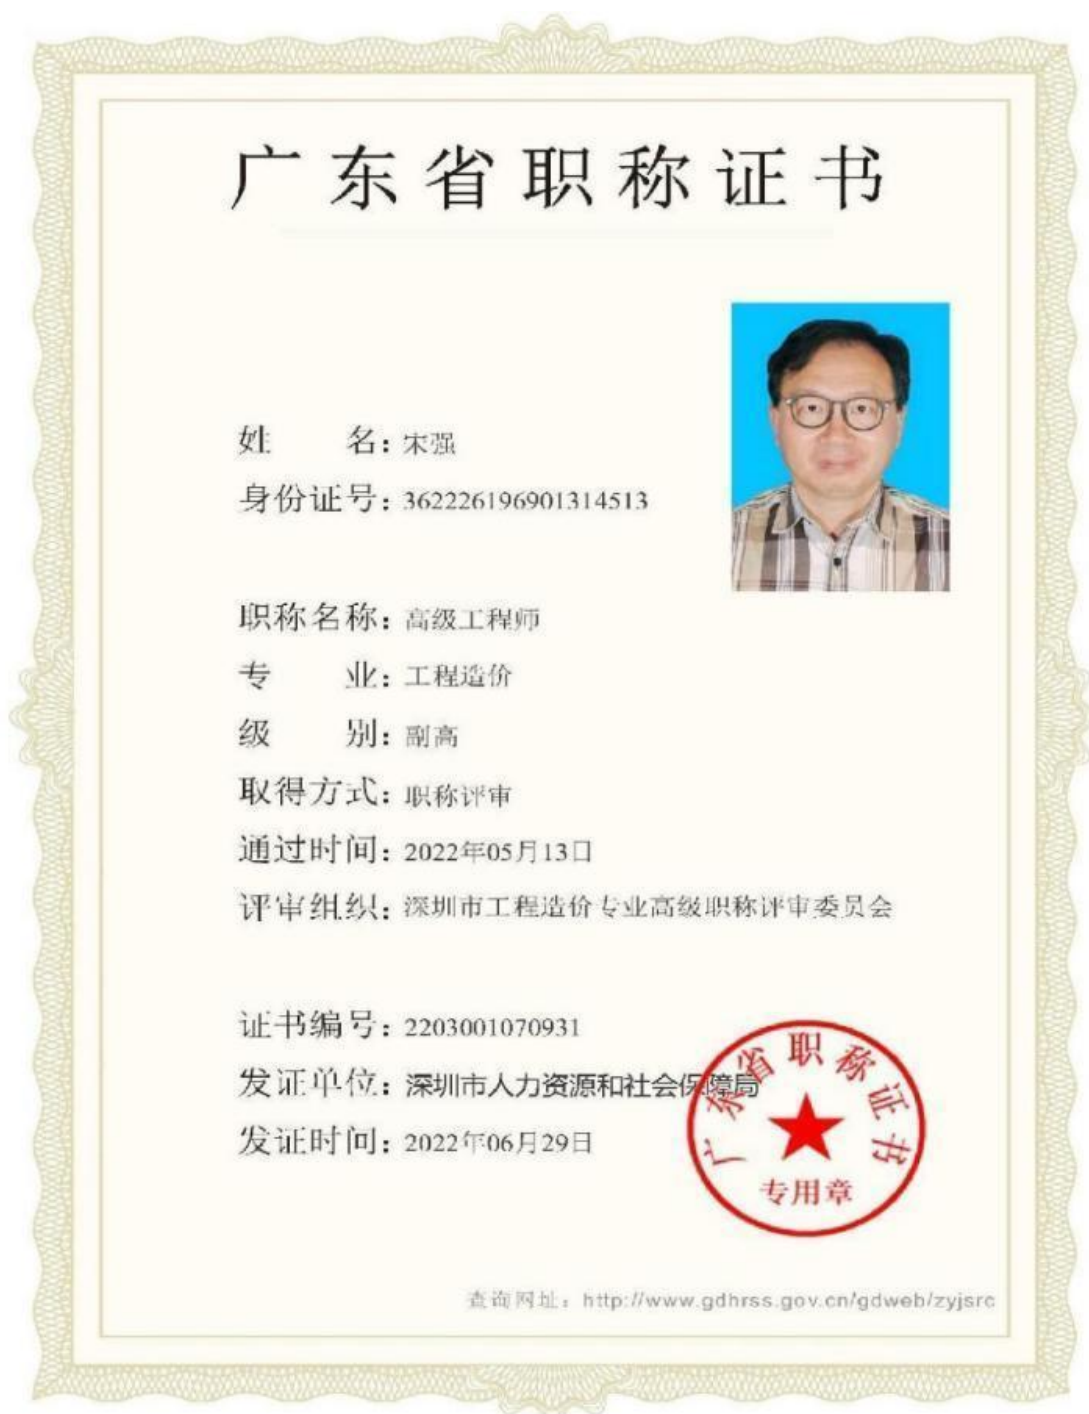 广东省职称证书
姓 名：宋强
身份证号：362226196901314513
职称名称：高级工程师
专 业：工程造价
级 别：副高
取得方式：职称评审
通过时间：2022年05月13日
评审组织：深圳市工程造价专业高级职称评审委员会
证书编号：2203001070931
发证单位：深圳市人力资源和社会保障局
发证时间：2022年06月29日
广东省职称证书
专用章
查询网址：http://www.gdhrss.gov.cn/gdweb/zyjsrc